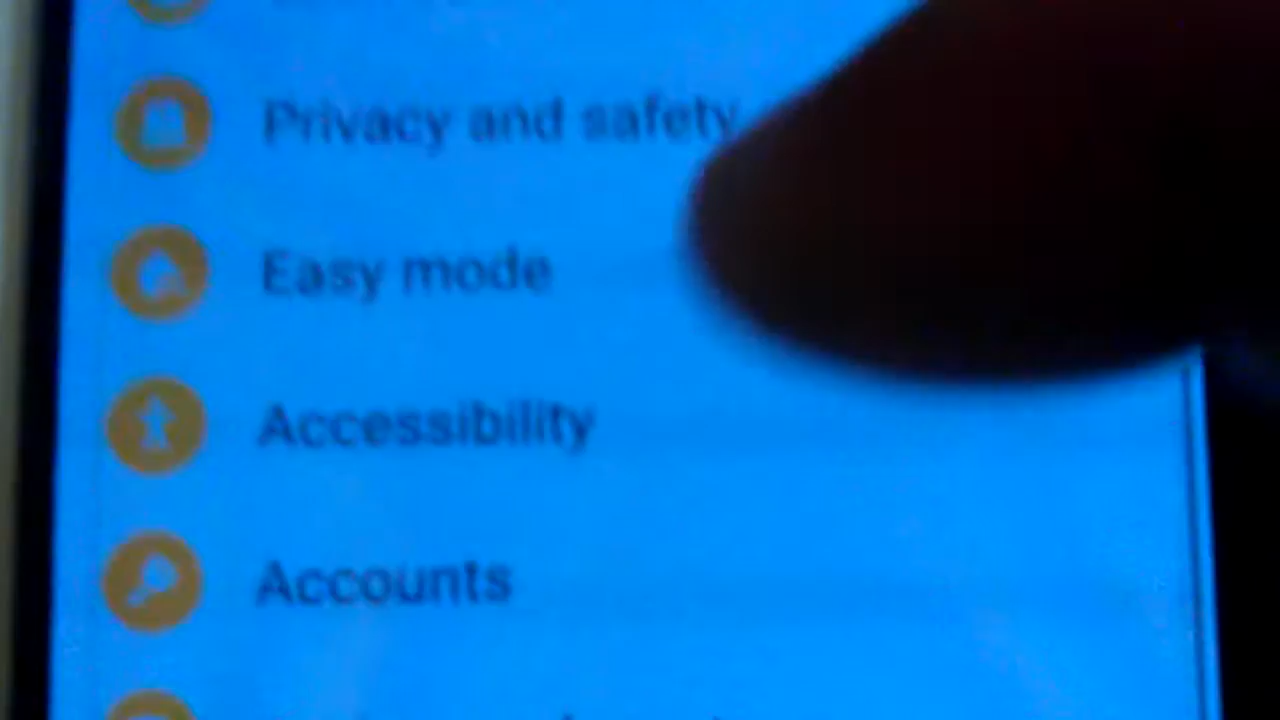 Privacy and safety
Easy mode
Accessibility
Accounts